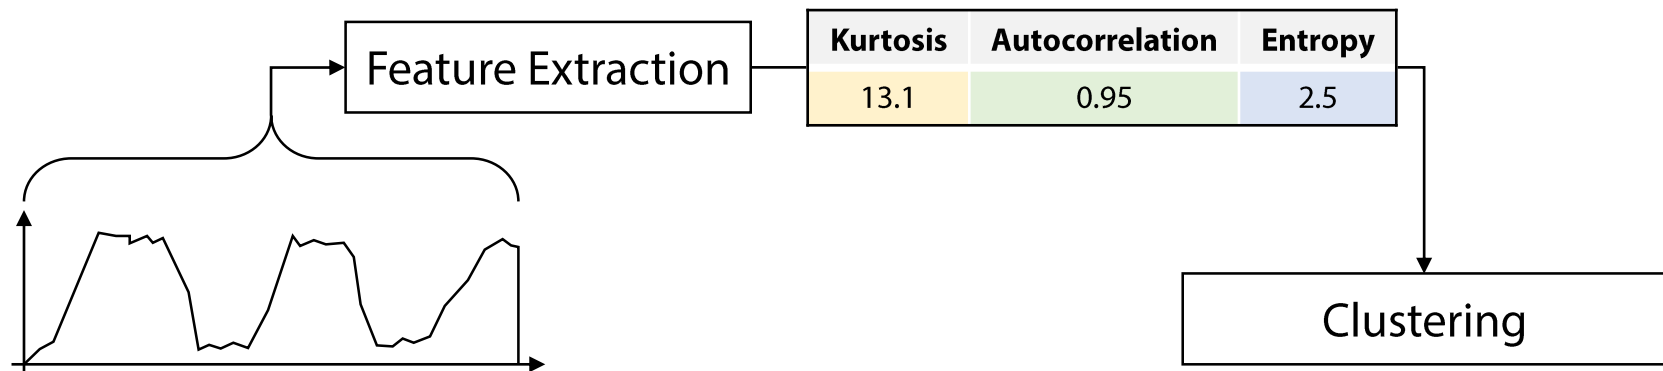 Feature Extraction
Kurtosis Autocorrelation Entropy
13.1 0.95 2.5
Clustering